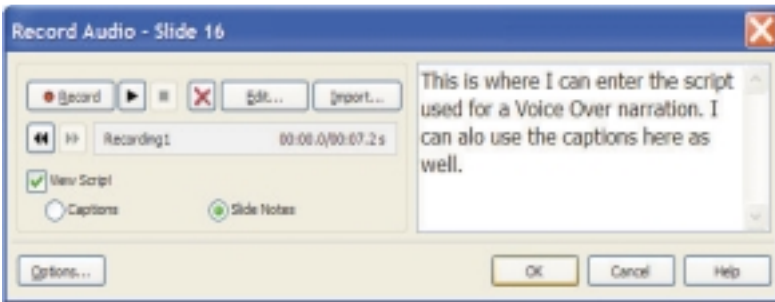 Record Audio - Slide 16
Record Edit... Import...
Recording1 00:00.0/00:07.2 s
View Script
Captions Slide Notes
This is where I can enter the script
used for a Voice Over narration. I
can alo use the captions here as
well.
Options... OK Cancel Help